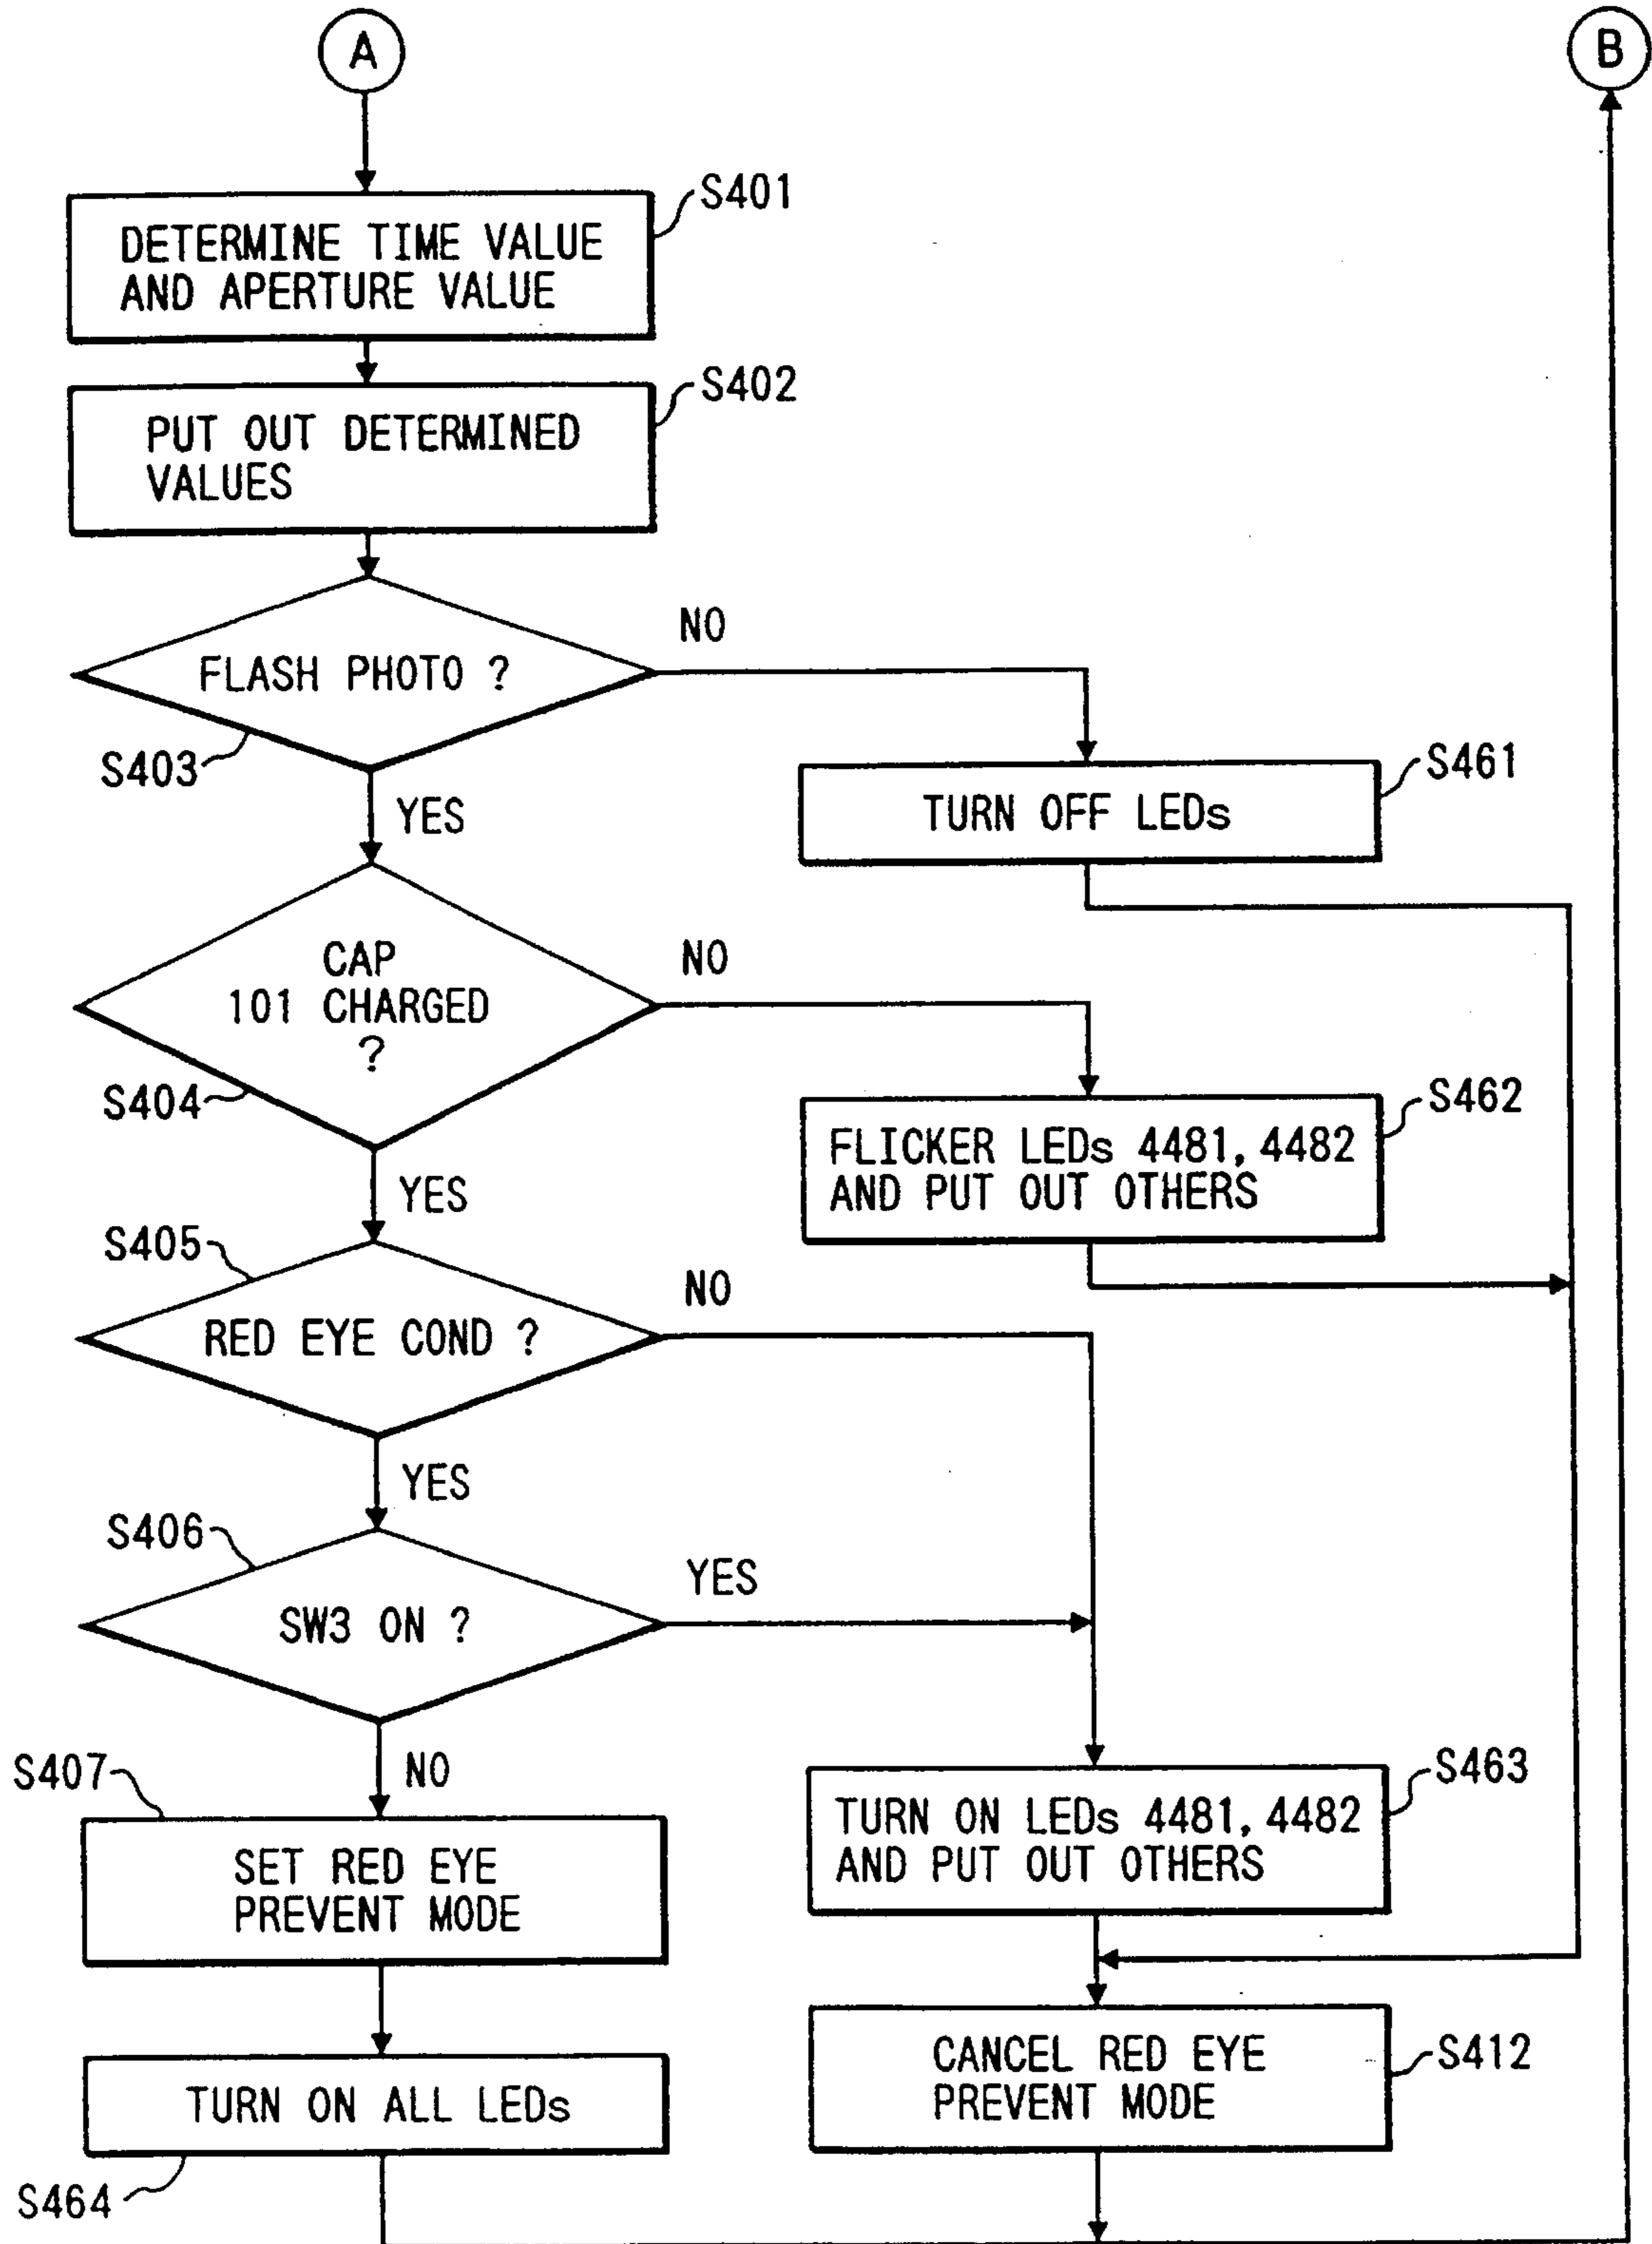 A
B
S401
DETERMINE TIME VALUE
AND APERTURE VALUE
S402
PUT OUT DETERMINED
VALUES
NO
FLASH PHOTO ?
S403
YES
S461
TURN OFF LEDs
NO
CAP
101 CHARGED
?
S404
YES
S462
FLICKER LEDs 4481, 4482
AND PUT OUT OTHERS
S405
NO
RED EYE COND ?
YES
S406
YES
SW3 ON ?
NO
S407
SET RED EYE
PREVENT MODE
S463
TURN ON LEDs 4481, 4482
AND PUT OUT OTHERS
CANCEL RED EYE
PREVENT MODE
S412
TURN ON ALL LEDs
S464